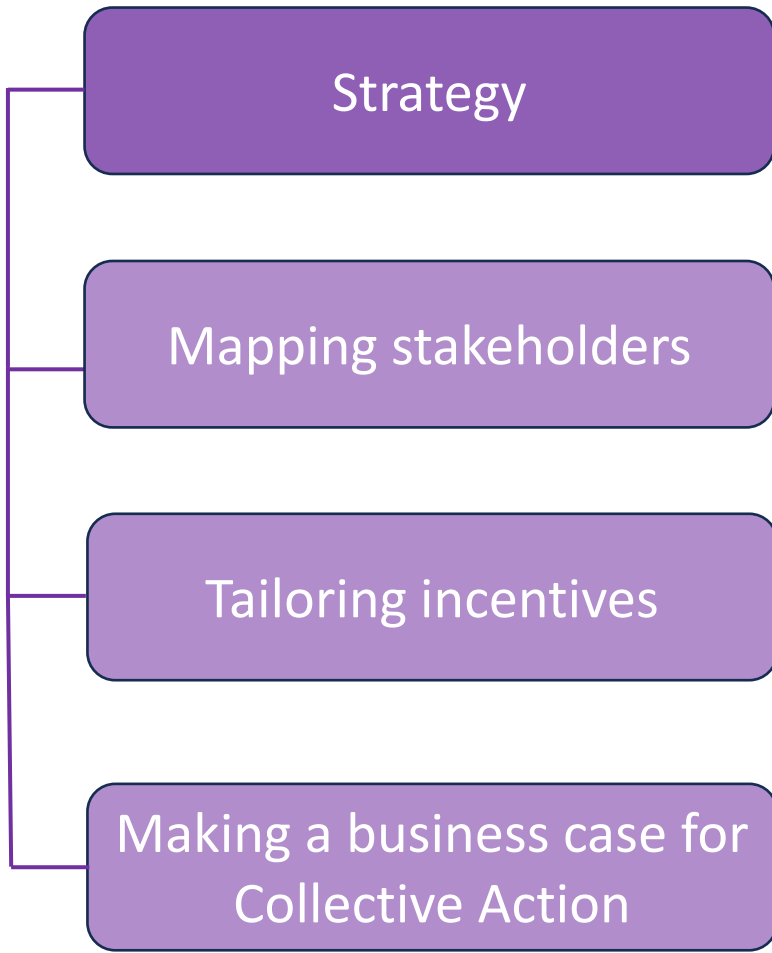 Strategy
Mapping stakeholders
Tailoring incentives
Making a business case for
Collective Action